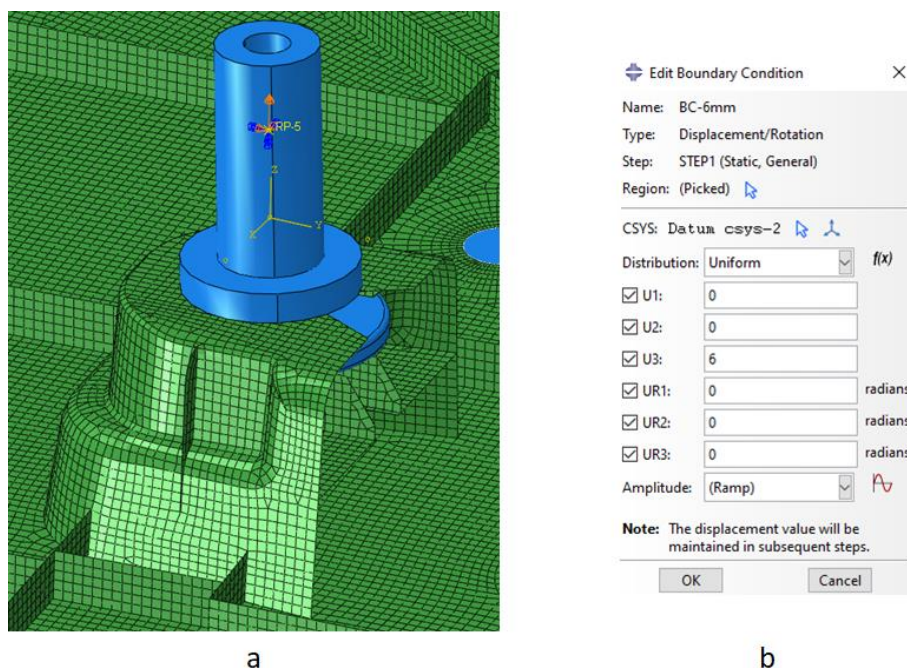 RP-5
Z
X
Y
a
Edit Boundary Condition
Name: BC-6mm
Type: Displacement/Rotation
Step: STEP1 (Static, General)
Region: (Picked)
CSYS: Datum csys-2
Distribution: Uniform f(x)
U1: 0
U2: 0
U3: 6
UR1: 0 radians
UR2: 0 radians
UR3: 0 radians
Amplitude: (Ramp)
Note: The displacement value will be
maintained in subsequent steps.
OK Cancel
b